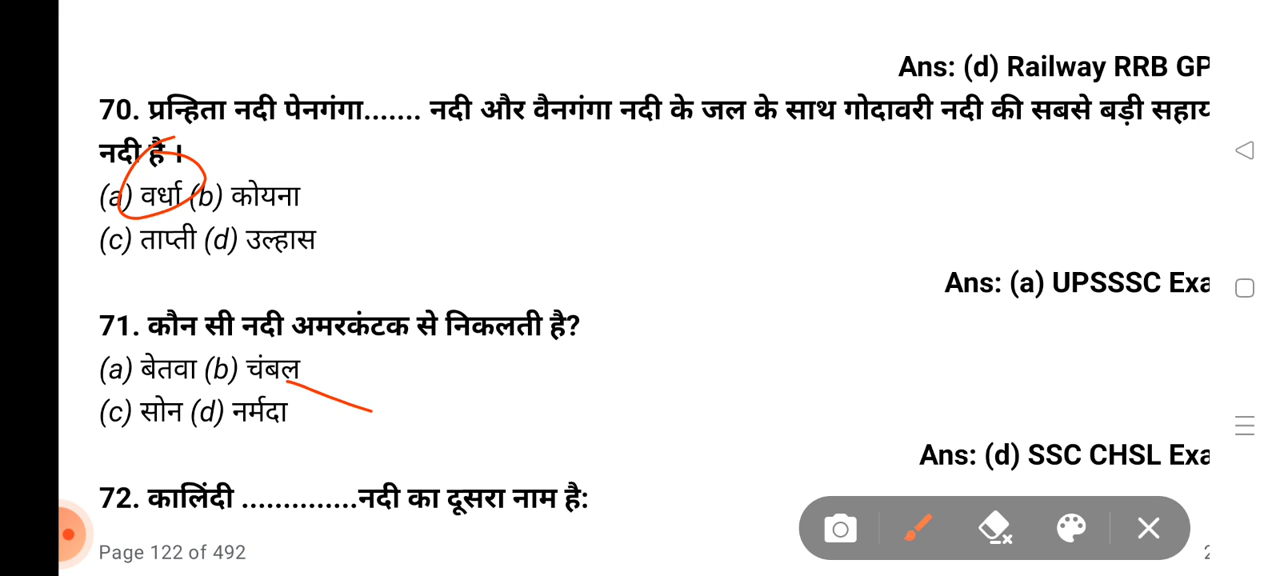 Ans: (d) Railway RRB GP
70. प्रन्हिता नदी पेनगंगा....... नदी और वैनगंगा नदी के जल के साथ गोदावरी नदी की सबसे बड़ी
नदी है ।
(a) वर्धा (b) कोयना
(c) ताप्ती (d) उल्हास
Ans: (a) UPSSSC Exa
71. कौन सी नदी अमरकंटक से निकलती है?
(a) बेतवा (b) चंबल
(c) सोन (d) नर्मदा
Ans: (d) SSC CHSL Exa
72. कालिंदी ..............नदी का दूसरा नाम है:
Page 122 of 492